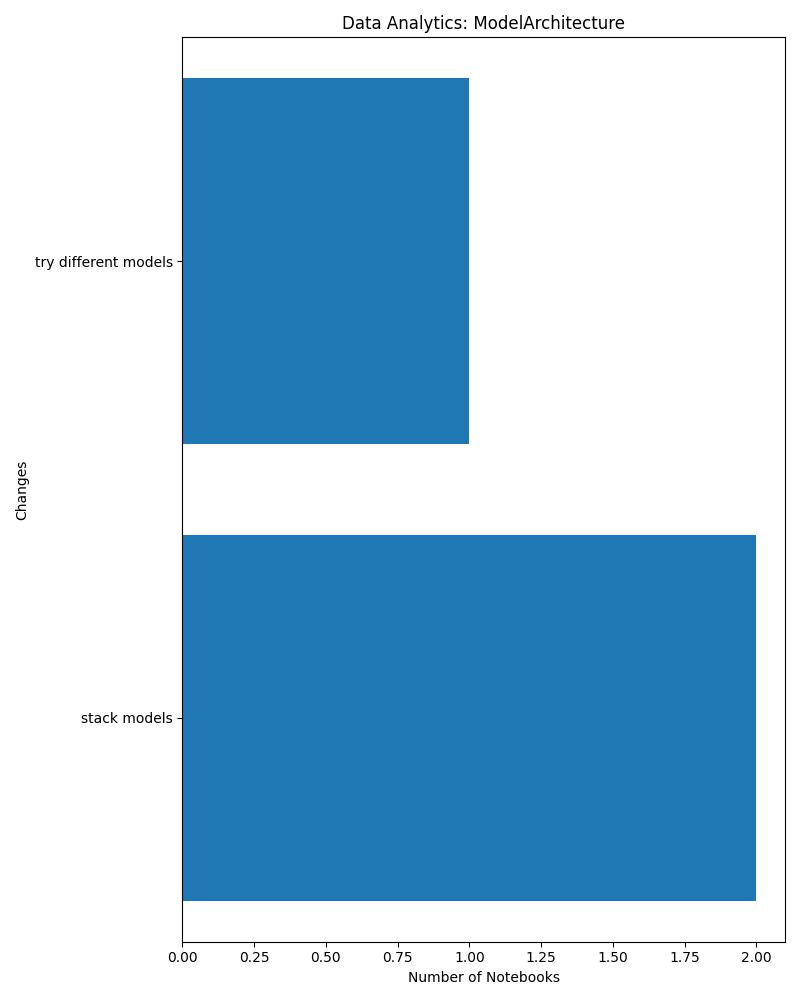 Data Analytics: ModelArchitecture
try different models
Changes
stack models
0.00 0.25 0.50 0.75 1.00 1.25 1.50 1.75 2.00
Number of Notebooks